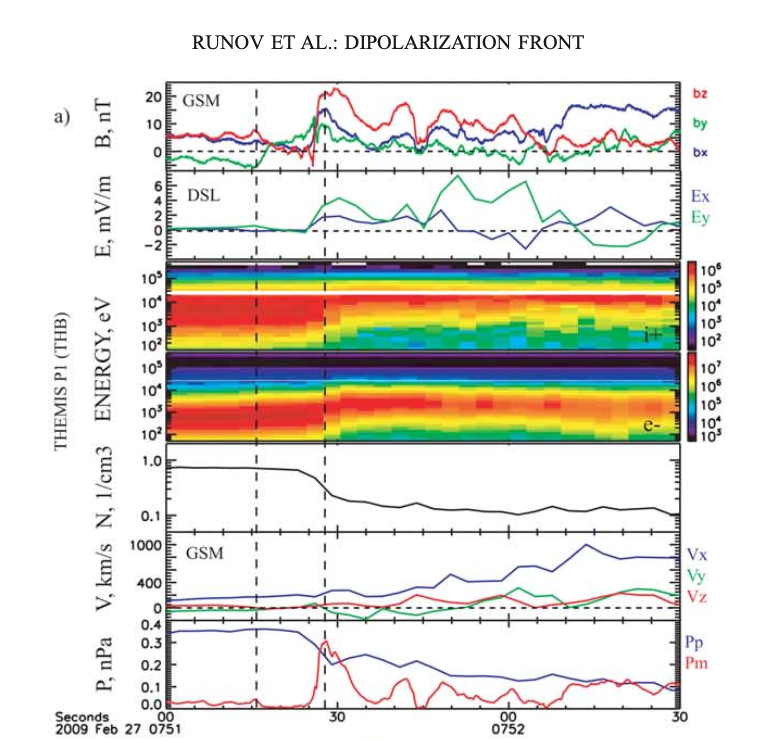 RUNOV ET AL.: DIPOLARIZATION FRONT
a)
THEMIS P1 (THB)
B, nT
20
10
0
GSM
bz
by
bx
E, mV/m
6
4
2
0
-2
DSL
Ex
Ey
ENERGY, eV
10^5
10^4
10^3
10^2
i+
10^6
10^5
10^4
10^3
10^2
10^5
10^4
10^3
10^2
e-
10^7
10^6
10^5
10^4
10^3
N, 1/cm3
1.0
0.1
V, km/s
1000
400
0
GSM
Vx
Vy
Vz
P, nPa
0.4
0.3
0.2
0.1
0.0
Pp
Pm
00 30 00 30
Seconds
2009 Feb 27 0751 0752